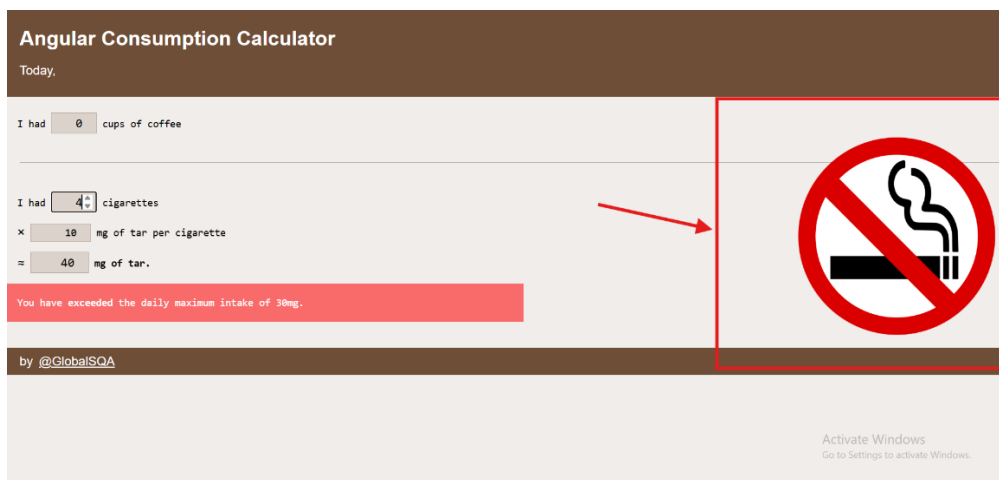 Angular Consumption Calculator
Today,
I had 0 cups of coffee
I had 4 cigarettes
× 10 mg of tar per cigarette
≈ 40 mg of tar.
You have exceeded the daily maximum intake of 30mg.
by @GlobalSQA
Activate Windows
Go to Settings to activate Windows.